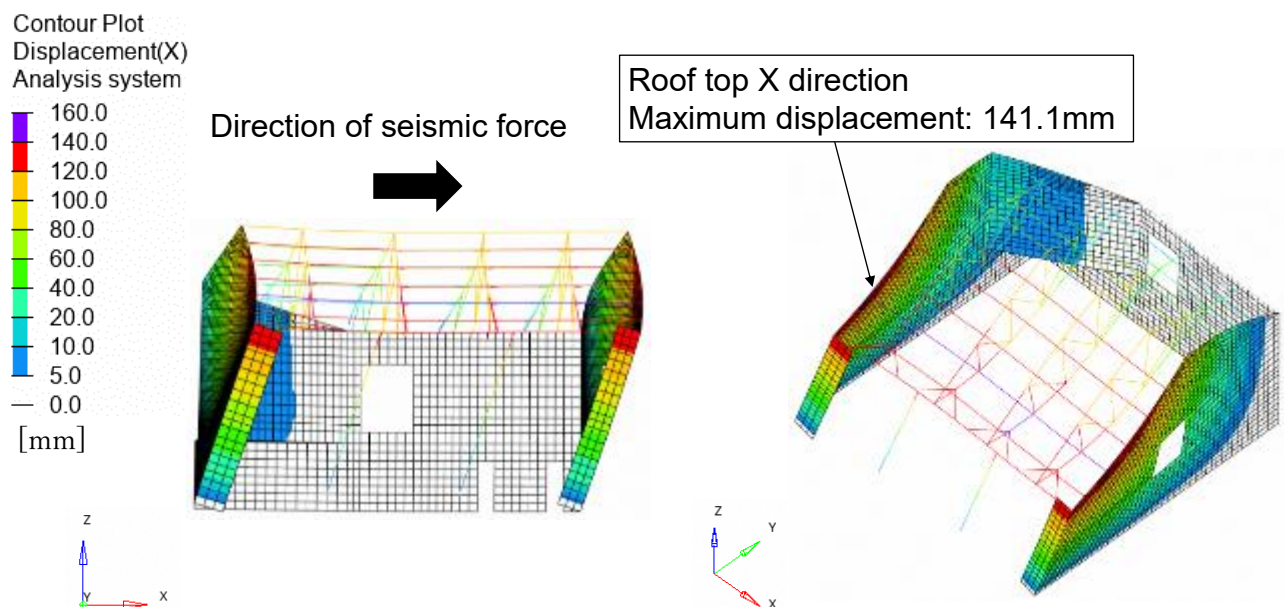 Contour Plot
Displacement(X)
Analysis system
160.0
140.0
120.0
100.0
80.0
60.0
40.0
20.0
10.0
5.0
0.0
[mm]
Direction of seismic force
Roof top X direction
Maximum displacement: 141.1mm
Z
Y
X
Z
Y
X